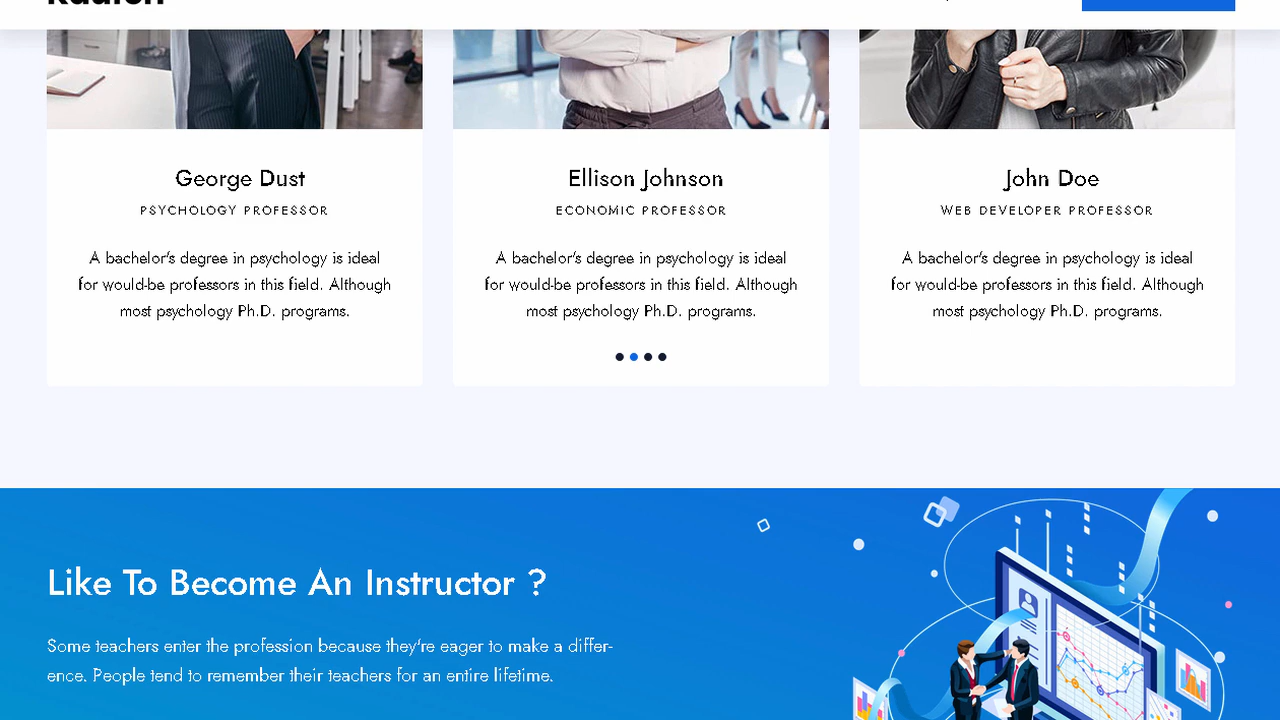 George Dust
PSYCHOLOGY PROFESSOR
A bachelor's degree in psychology is ideal
for would-be professors in this field. Although
most psychology Ph.D. programs.
Ellison Johnson
ECONOMIC PROFESSOR
A bachelor's degree in psychology is ideal
for would-be professors in this field. Although
most psychology Ph.D. programs.
John Doe
WEB DEVELOPER PROFESSOR
A bachelor's degree in psychology is ideal
for would-be professors in this field. Although
most psychology Ph.D. programs.
Like To Become An Instructor ?
Some teachers enter the profession because they're eager to make a differ-
ence. People tend to remember their teachers for an entire lifetime.